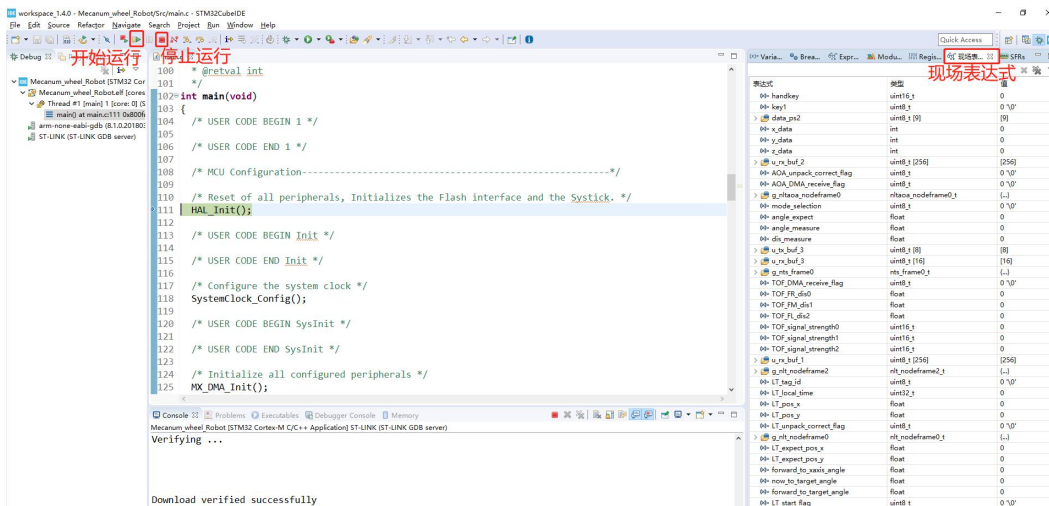 workspace_1.4.0 - Mecanum_wheel_Robot/Src/main.c - STM32CubeIDE
File Edit Source Refactor Navigate Search Project Run Window Help
Quick Access
开始运行
停止运行
现场表达式
Debug
Mecanum_wheel_Robot [STM32 Cor
Mecanum_wheel_Robot.elf [cores
Thread #1 [main] 1 [core: 0] (S
main() at main.c:111 0x800f
arm-none-eabi-gdb (8.1.0.20180
ST-LINK (ST-LINK GDB server)
100 * @retval int
101 */
102 int main(void)
103 {
104 /* USER CODE BEGIN 1 */
105
106 /* USER CODE END 1 */
107
108 /* MCU Configuration--------------------------------------------------------*/
109
110 /* Reset of all peripherals, Initializes the Flash interface and the Systick. */
111 HAL_Init();
112
113 /* USER CODE BEGIN Init */
114
115 /* USER CODE END Init */
116
117 /* Configure the system clock */
118 SystemClock_Config();
119
120 /* USER CODE BEGIN SysInit */
121
122 /* USER CODE END SysInit */
123
124 /* Initialize all configured peripherals */
125 MX_DMA_Init();
Console Problems Executables Debugger Console Memory
Mecanum_wheel_Robot [STM32 Cortex-M C/C++ Application] ST-LINK (ST-LINK GDB server)
Verifying ...
Download verified successfully
Varia... Brea... Expr... Modu... Regis... 现场表... SFRs
表达式 类型 值
handkey uint16_t 0
key1 uint8_t 0 '\0'
data_ps2 uint8_t [9] [9]
x_data int 0
y_data int 0
z_data int 0
u_rx_buf_2 uint8_t [256] [256]
AOA_unpack_correct_flag uint8_t 0 '\0'
AOA_DMA_receive_flag uint8_t 0 '\0'
g_nltaoa_nodeframe0 nltaoa_nodeframe0_t {...}
mode_selection uint8_t 0 '\0'
angle_expect float 0
angle_measure float 0
dis_measure float 0
u_tx_buf_3 uint8_t [8] [8]
u_rx_buf_3 uint8_t [16] [16]
g_nts_frame0 nts_frame0_t {...}
TOF_DMA_receive_flag uint8_t 0 '\0'
TOF_FR_dis0 float 0
TOF_FM_dis1 float 0
TOF_FL_dis2 float 0
TOF_signal_strength0 uint16_t 0
TOF_signal_strength1 uint16_t 0
TOF_signal_strength2 uint16_t 0
u_rx_buf_1 uint8_t [256] [256]
g_nlt_nodeframe2 nlt_nodeframe2_t {...}
LT_tag_id uint8_t 0 '\0'
LT_local_time uint32_t 0
LT_pos_x float 0
LT_pos_y float 0
LT_unpack_correct_flag uint8_t 0 '\0'
g_nlt_nodeframe0 nlt_nodeframe0_t {...}
LT_expect_pos_x float 0
LT_expect_pos_y float 0
forward_to_xaxis_angle float 0
now_to_target_angle float 0
forward_to_target_angle float 0
LT_start_flag uint8_t 0 '\0'